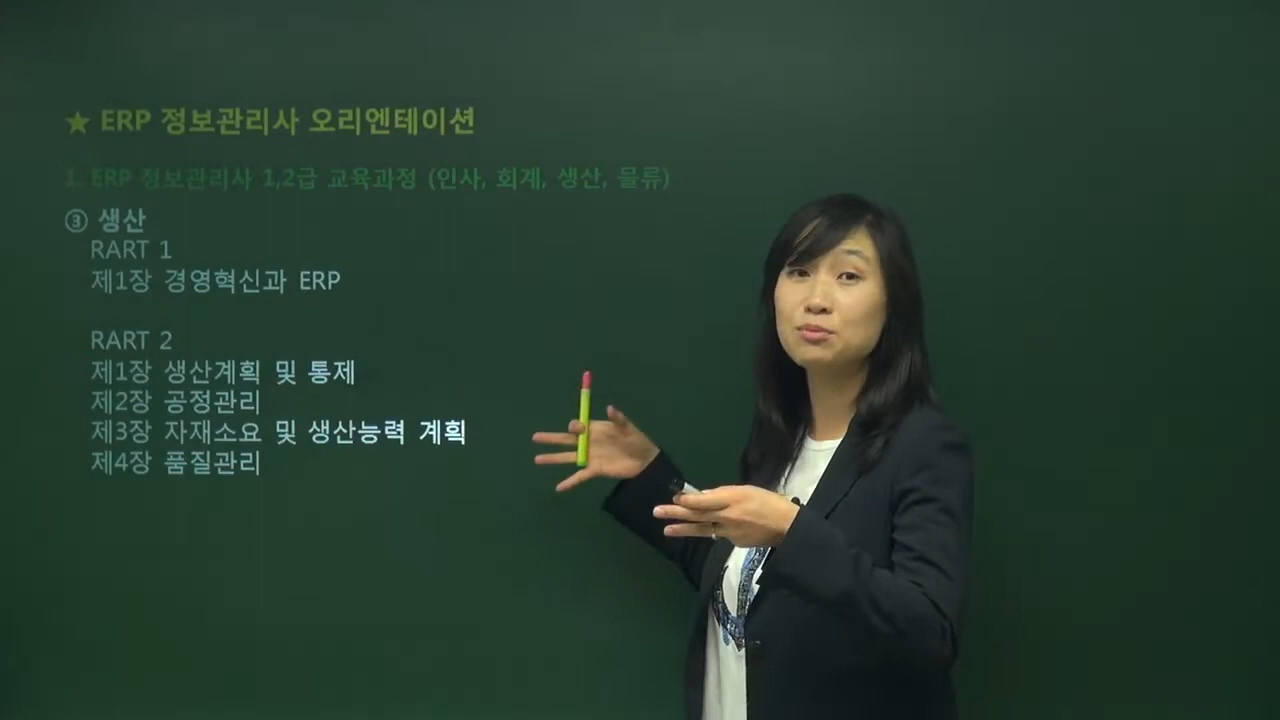 ★ ERP 정보관리사 오리엔테이션
1. ERP 정보관리사 1,2급 교육과정 (인사, 회계, 생산, 물류)
③ 생산
RART 1
제1장 경영혁신과 ERP
RART 2
제1장 생산계획 및 통제
제2장 공정관리
제3장 자재소요 및 생산능력 계획
제4장 품질관리